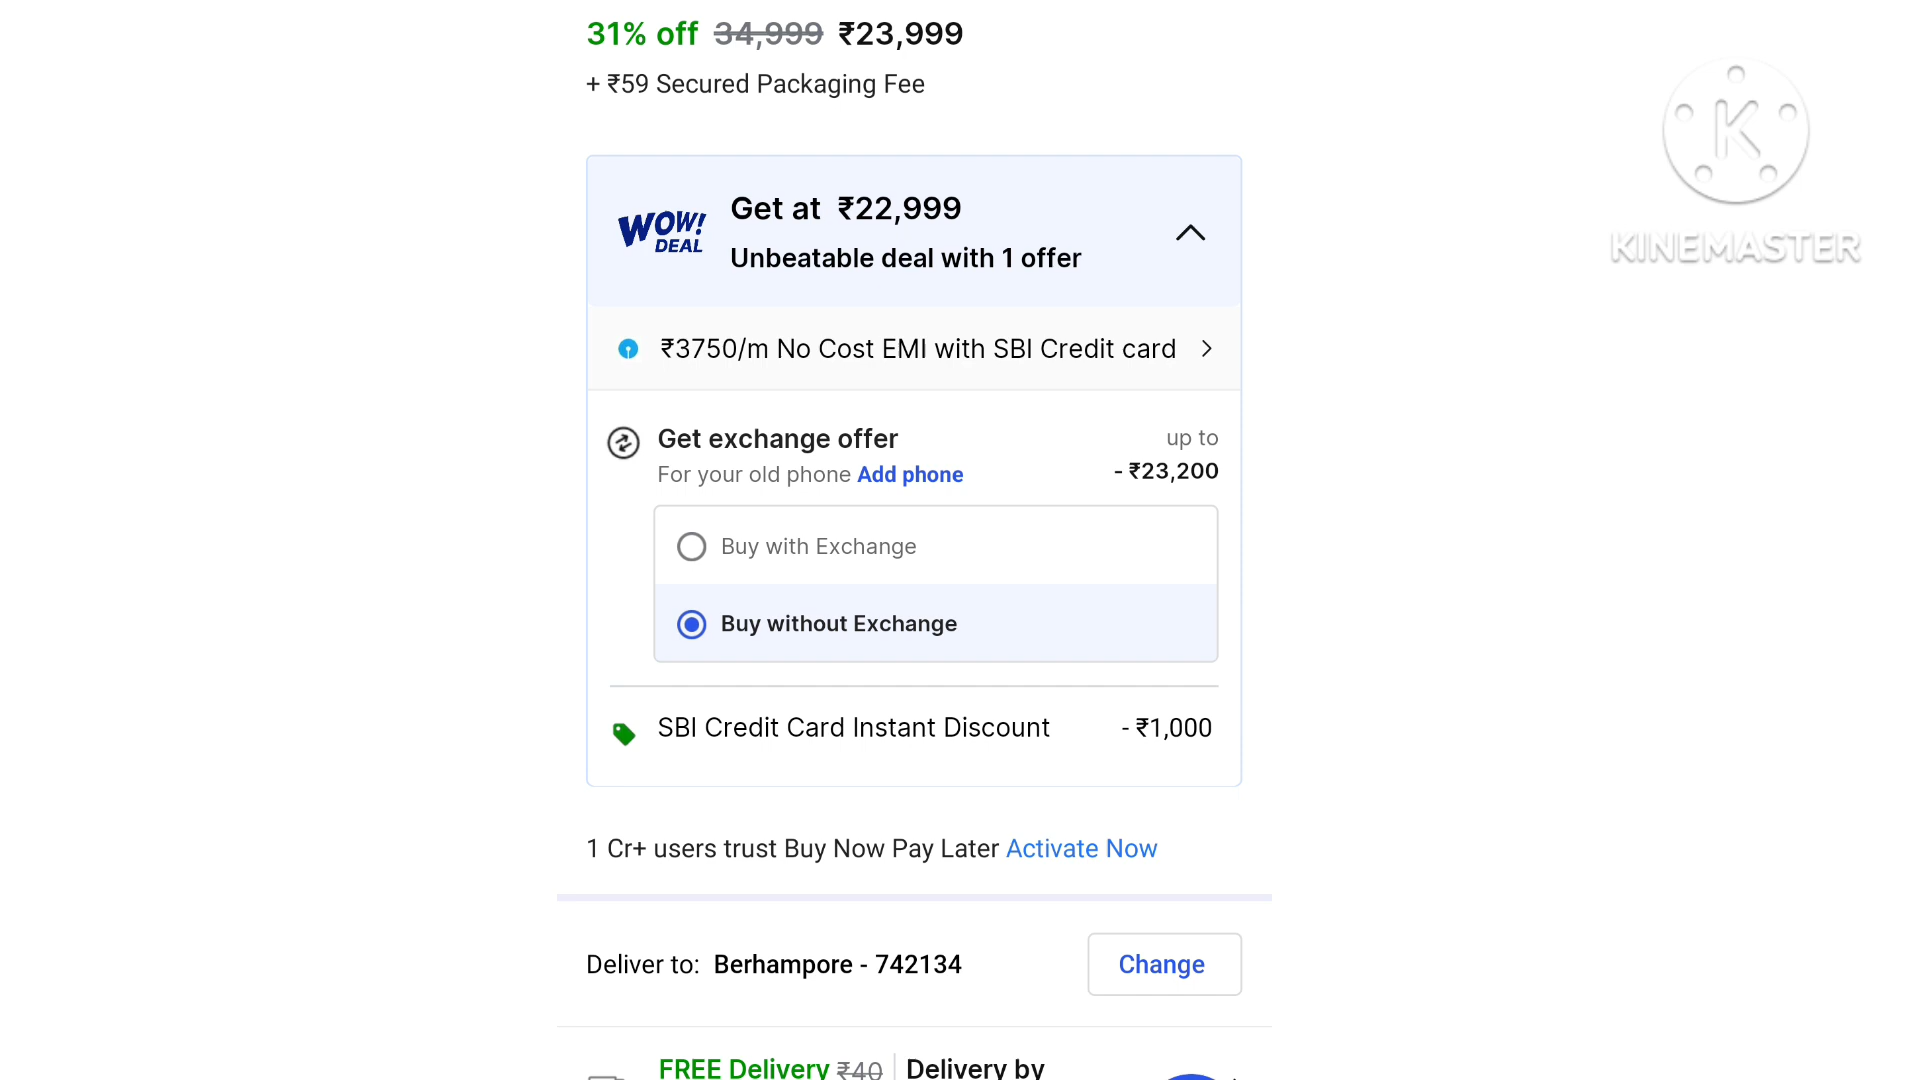 31% off 34,999 ₹23,999
+ ₹59 Secured Packaging Fee
WOW!
DEAL
Get at ₹22,999
Unbeatable deal with 1 offer
₹3750/m No Cost EMI with SBI Credit card
Get exchange offer
up to
For your old phone Add phone
- ₹23,200
Buy with Exchange
Buy without Exchange
SBI Credit Card Instant Discount - ₹1,000
1 Cr+ users trust Buy Now Pay Later Activate Now
Deliver to: Berhampore - 742134
Change
FREE Delivery ₹40 Delivery by
K
KINEMASTER